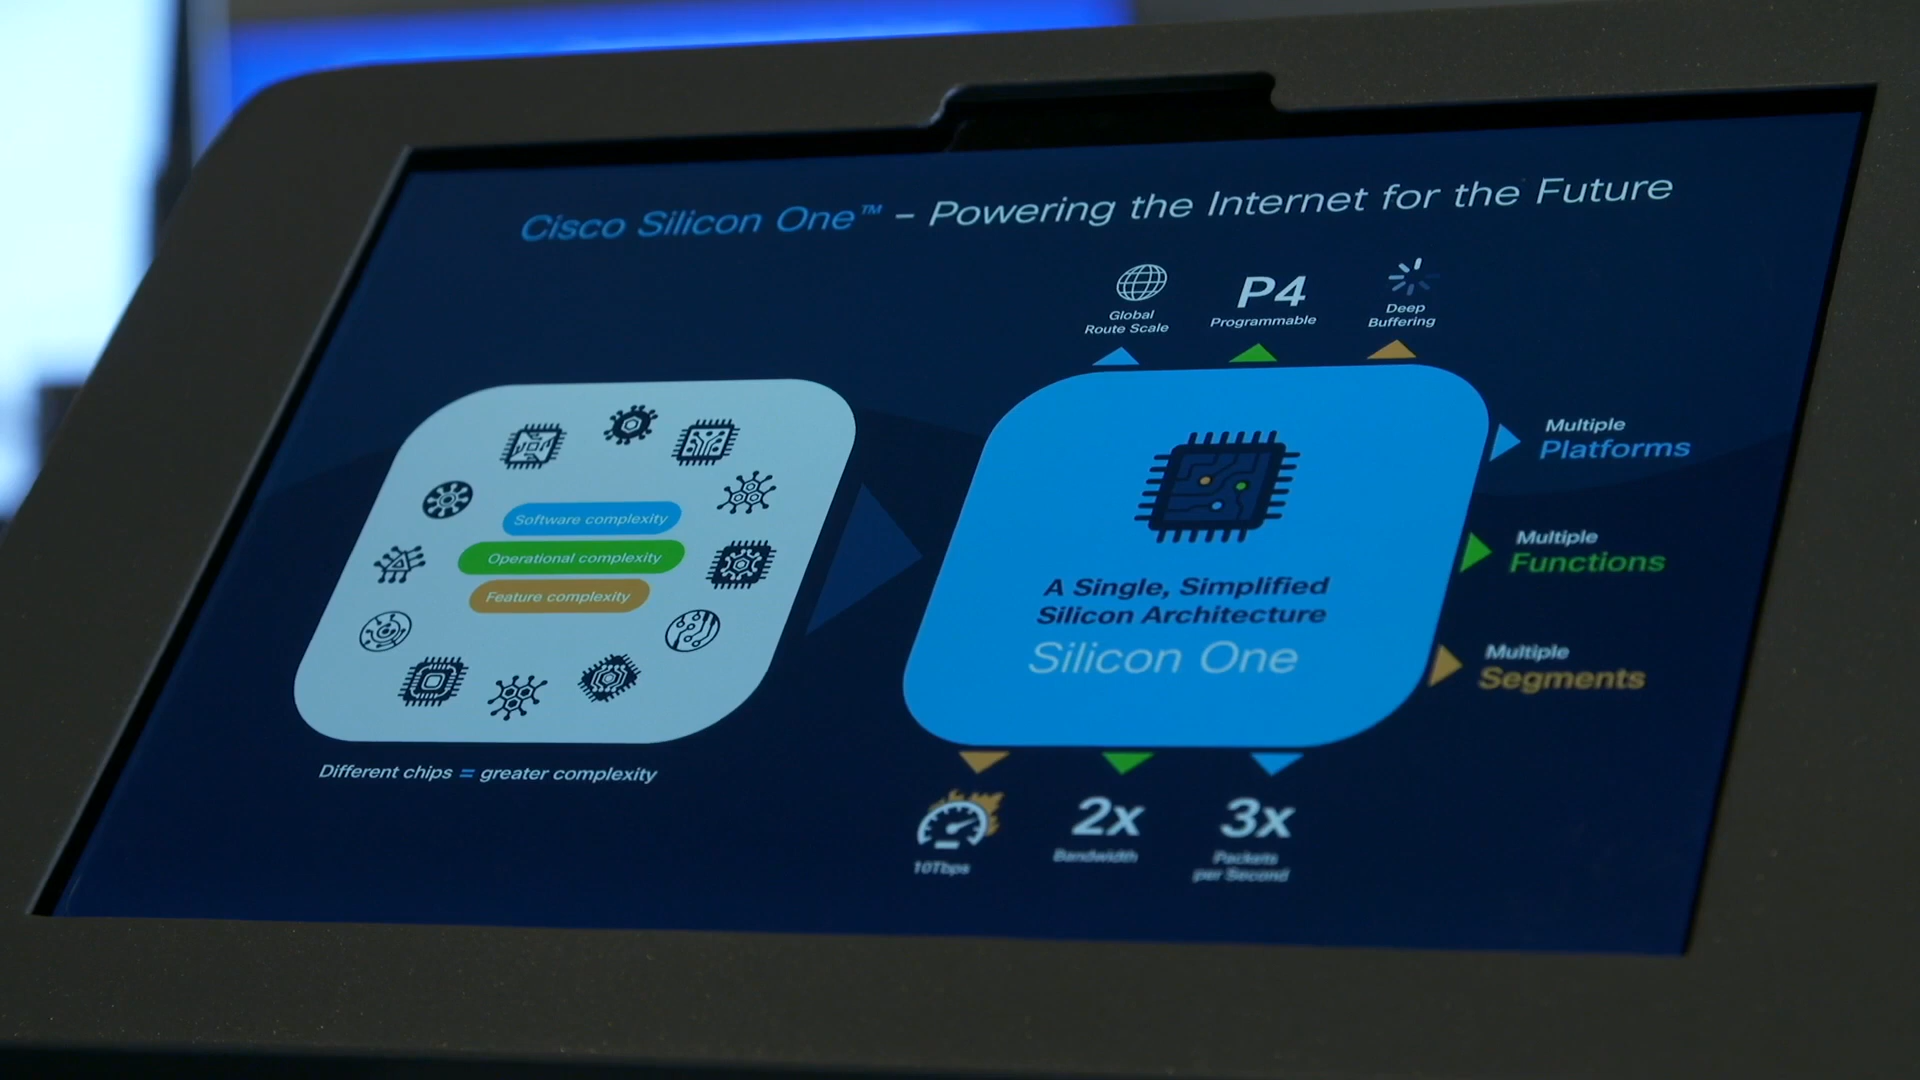 Cisco Silicon One™ – Powering the Internet for the Future
Global
Route Scale
P4
Programmable
Deep
Buffering
Software complexity
Operational complexity
Feature complexity
Different chips = greater complexity
A Single, Simplified
Silicon Architecture
Silicon One
Multiple
Platforms
Multiple
Functions
Multiple
Segments
10Tbps
2x
Bandwidth
3x
Packets
per Second